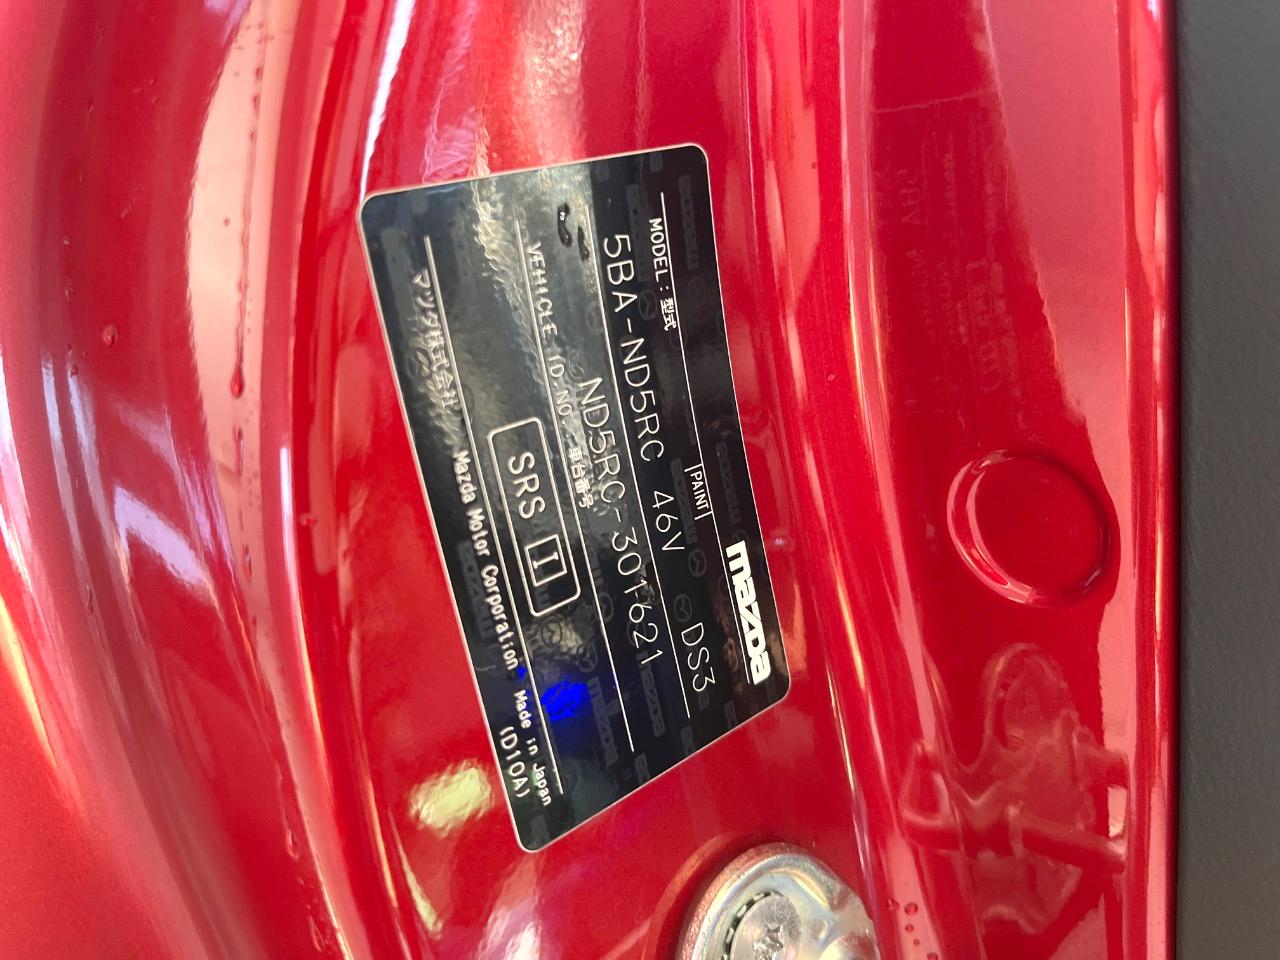 mazda
MODEL：型式 PAINT
5BA-ND5RC 46V DS3
ND5RC-301621
VEHICLE ID.NO.：車台番号
SRS I
マツダ株式会社 Mazda Motor Corporation Made in Japan
(D10A)